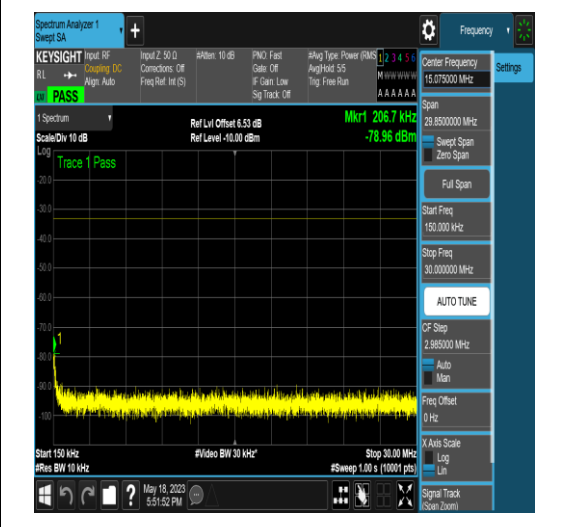 Spectrum Analyzer 1
Swept SA
+
Frequency
KEYSIGHT
RL
PASS
Input: RF
Coupling: DC
Align: Auto
Input Z: 50 Ω
Corrections: Off
Freq Ref: Int (S)
#Atten: 10 dB
PNO: Fast
Gate: Off
IF Gain: Low
Sig Track: Off
#Avg Type: Power (RMS
Avg|Hold: 5/5
Trig: Free Run
1 2 3 4 5 6
M W W W W W
A A A A A A
Center Frequency
15.075000 MHz
Settings
1 Spectrum
Scale/Div 10 dB
Ref Lvl Offset 6.53 dB
Ref Level -10.00 dBm
Mkr1 206.7 kHz
-78.96 dBm
Span
29.8500000 MHz
Swept Span
Zero Span
Full Span
Start Freq
150.000 kHz
Stop Freq
30.000000 MHz
AUTO TUNE
CF Step
2.985000 MHz
Auto
Man
Freq Offset
0 Hz
X Axis Scale
Log
Lin
Signal Track
(Span Zoom)
Log
Trace 1 Pass
-20.0
-30.0
-40.0
-50.0
-60.0
-70.0
1
-80.0
-90.0
-100
Start 150 kHz
#Res BW 10 kHz
#Video BW 30 kHz*
Stop 30.00 MHz
#Sweep 1.00 s (10001 pts)
?
May 18, 2023
5:51:52 PM